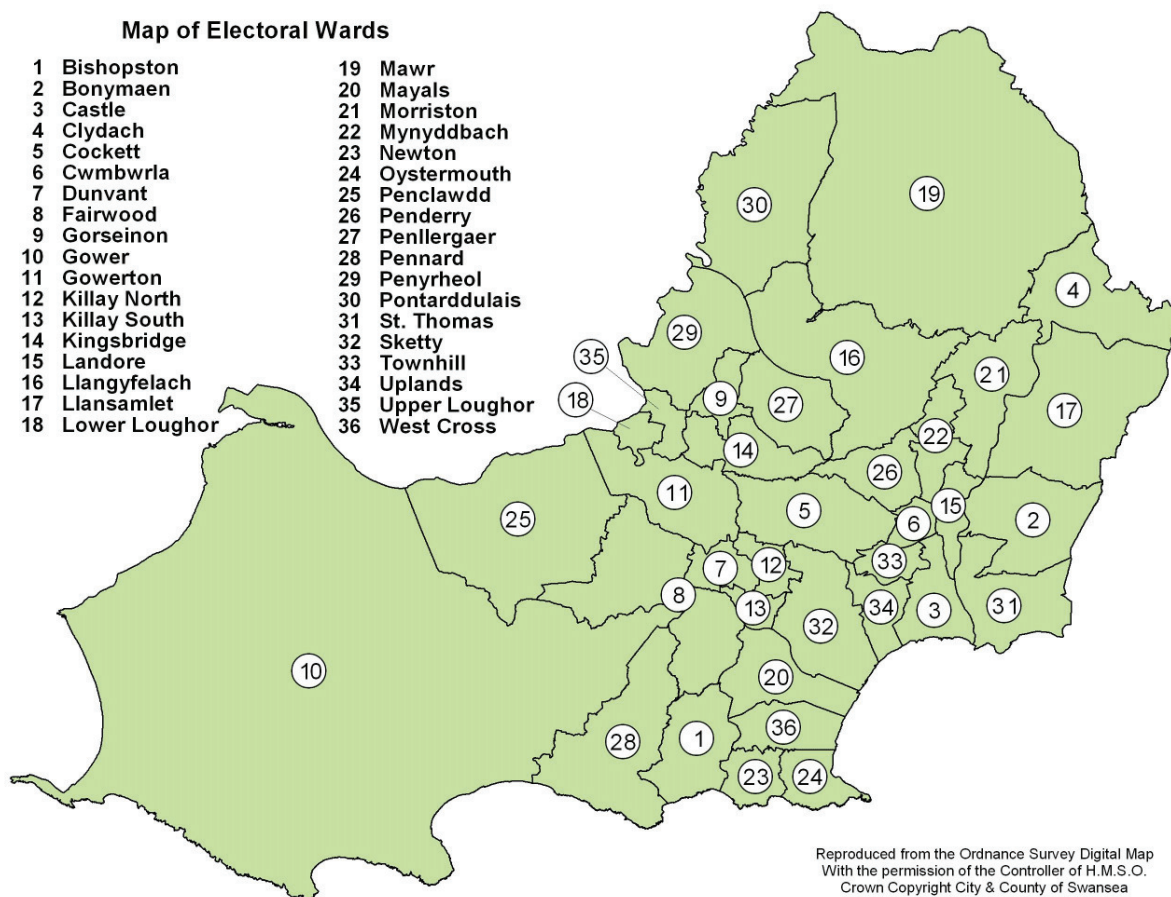 Map of Electoral Wards
1 Bishopston
2 Bonymaen
3 Castle
4 Clydach
5 Cockett
6 Cwmbwrla
7 Dunvant
8 Fairwood
9 Gorseinon
10 Gower
11 Gowerton
12 Killay North
13 Killay South
14 Kingsbridge
15 Landore
16 Llangyfelach
17 Llansamlet
18 Lower Loughor
19 Mawr
20 Mayals
21 Morriston
22 Mynyddbach
23 Newton
24 Oystermouth
25 Penclawdd
26 Penderry
27 Penllergaer
28 Pennard
29 Penyrheol
30 Pontarddulais
31 St. Thomas
32 Sketty
33 Townhill
34 Uplands
35 Upper Loughor
36 West Cross
19
30
4
29
35
16
21
9
18
27
17
22
14
26
11
5
15
25
6
2
33
12
7
8
13
34
3
31
32
10
20
36
1
28
23
24
Reproduced from the Ordnance Survey Digital Map
With the permission of the Controller of H.M.S.O.
Crown Copyright City & County of Swansea